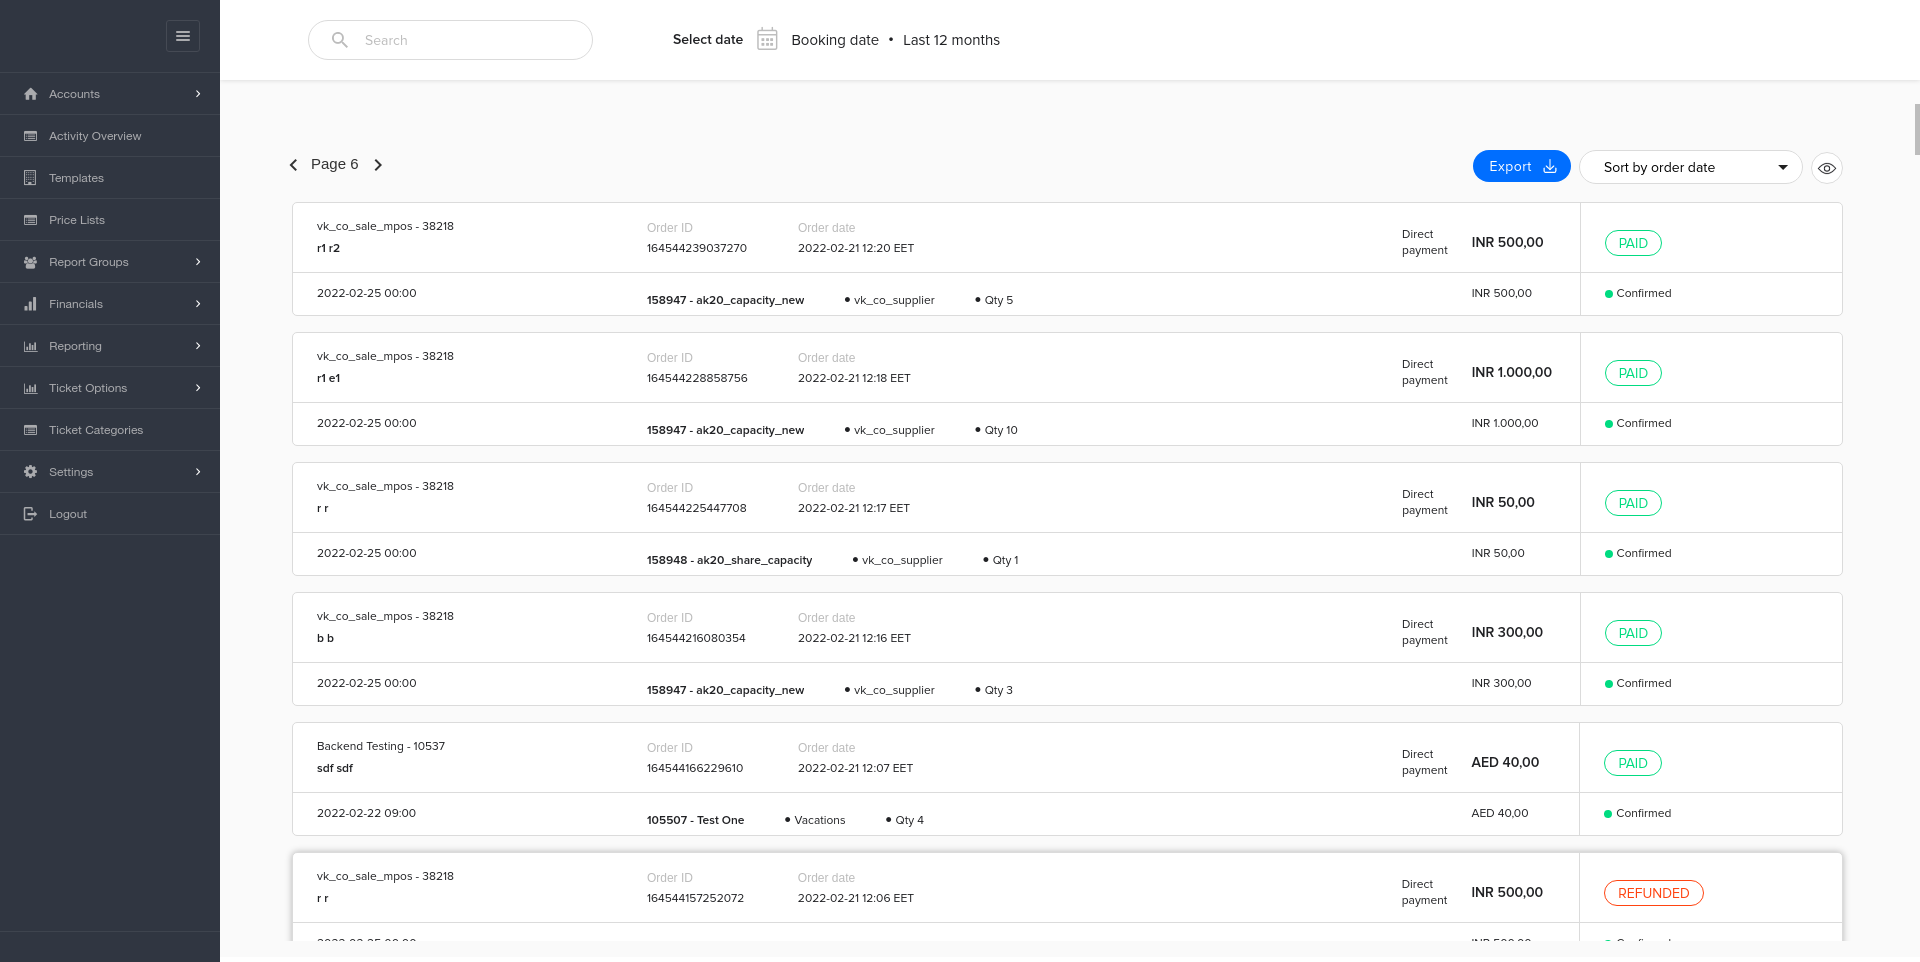 Search
Select date
Booking date • Last 12 months
Accounts
Activity Overview
Templates
Price Lists
Report Groups
Financials
Reporting
Ticket Options
Ticket Categories
Settings
Logout
Page 6
Export
Sort by order date
vk_co_sale_mpos - 38218
r1 r2
Order ID
164544239037270
Order date
2022-02-21 12:20 EET
Direct
payment
INR 500,00
PAID
2022-02-25 00:00
158947 - ak20_capacity_new • vk_co_supplier • Qty 5
INR 500,00
Confirmed
vk_co_sale_mpos - 38218
r1 e1
Order ID
164544228858756
Order date
2022-02-21 12:18 EET
Direct
payment
INR 1.000,00
PAID
2022-02-25 00:00
158947 - ak20_capacity_new • vk_co_supplier • Qty 10
INR 1.000,00
Confirmed
vk_co_sale_mpos - 38218
r r
Order ID
164544225447708
Order date
2022-02-21 12:17 EET
Direct
payment
INR 50,00
PAID
2022-02-25 00:00
158948 - ak20_share_capacity • vk_co_supplier • Qty 1
INR 50,00
Confirmed
vk_co_sale_mpos - 38218
b b
Order ID
164544216080354
Order date
2022-02-21 12:16 EET
Direct
payment
INR 300,00
PAID
2022-02-25 00:00
158947 - ak20_capacity_new • vk_co_supplier • Qty 3
INR 300,00
Confirmed
Backend Testing - 10537
sdf sdf
Order ID
164544166229610
Order date
2022-02-21 12:07 EET
Direct
payment
AED 40,00
PAID
2022-02-22 09:00
105507 - Test One • Vacations • Qty 4
AED 40,00
Confirmed
vk_co_sale_mpos - 38218
r r
Order ID
164544157252072
Order date
2022-02-21 12:06 EET
Direct
payment
INR 500,00
REFUNDED